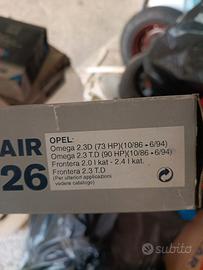 AIR
26
OPEL:
Omega 2.3D (73 HP)(10/86 - 6/94)
Omega 2.3 T.D (90 HP)(10/86 - 6/94)
Frontera 2.0 I kat. - 2.4 I kat.
Frontera 2.3 T.D
(Per ulteriori applicazioni
vedere catalogo)
subito